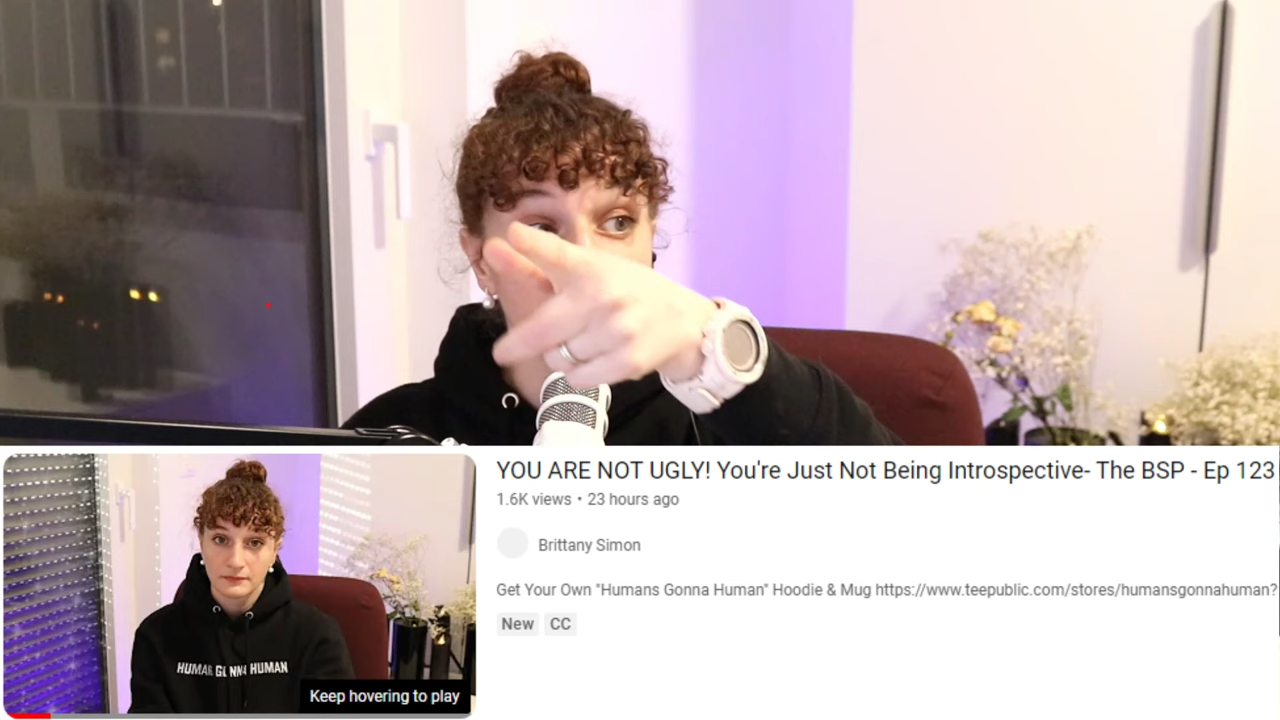 YOU ARE NOT UGLY! You're Just Not Being Introspective- The BSP - Ep 123
1.6K views • 23 hours ago
Brittany Simon
Get Your Own "Humans Gonna Human" Hoodie & Mug https://www.teepublic.com/stores/humansgonnahuman?
New CC
HUMAN HUMAN
Keep hovering to play